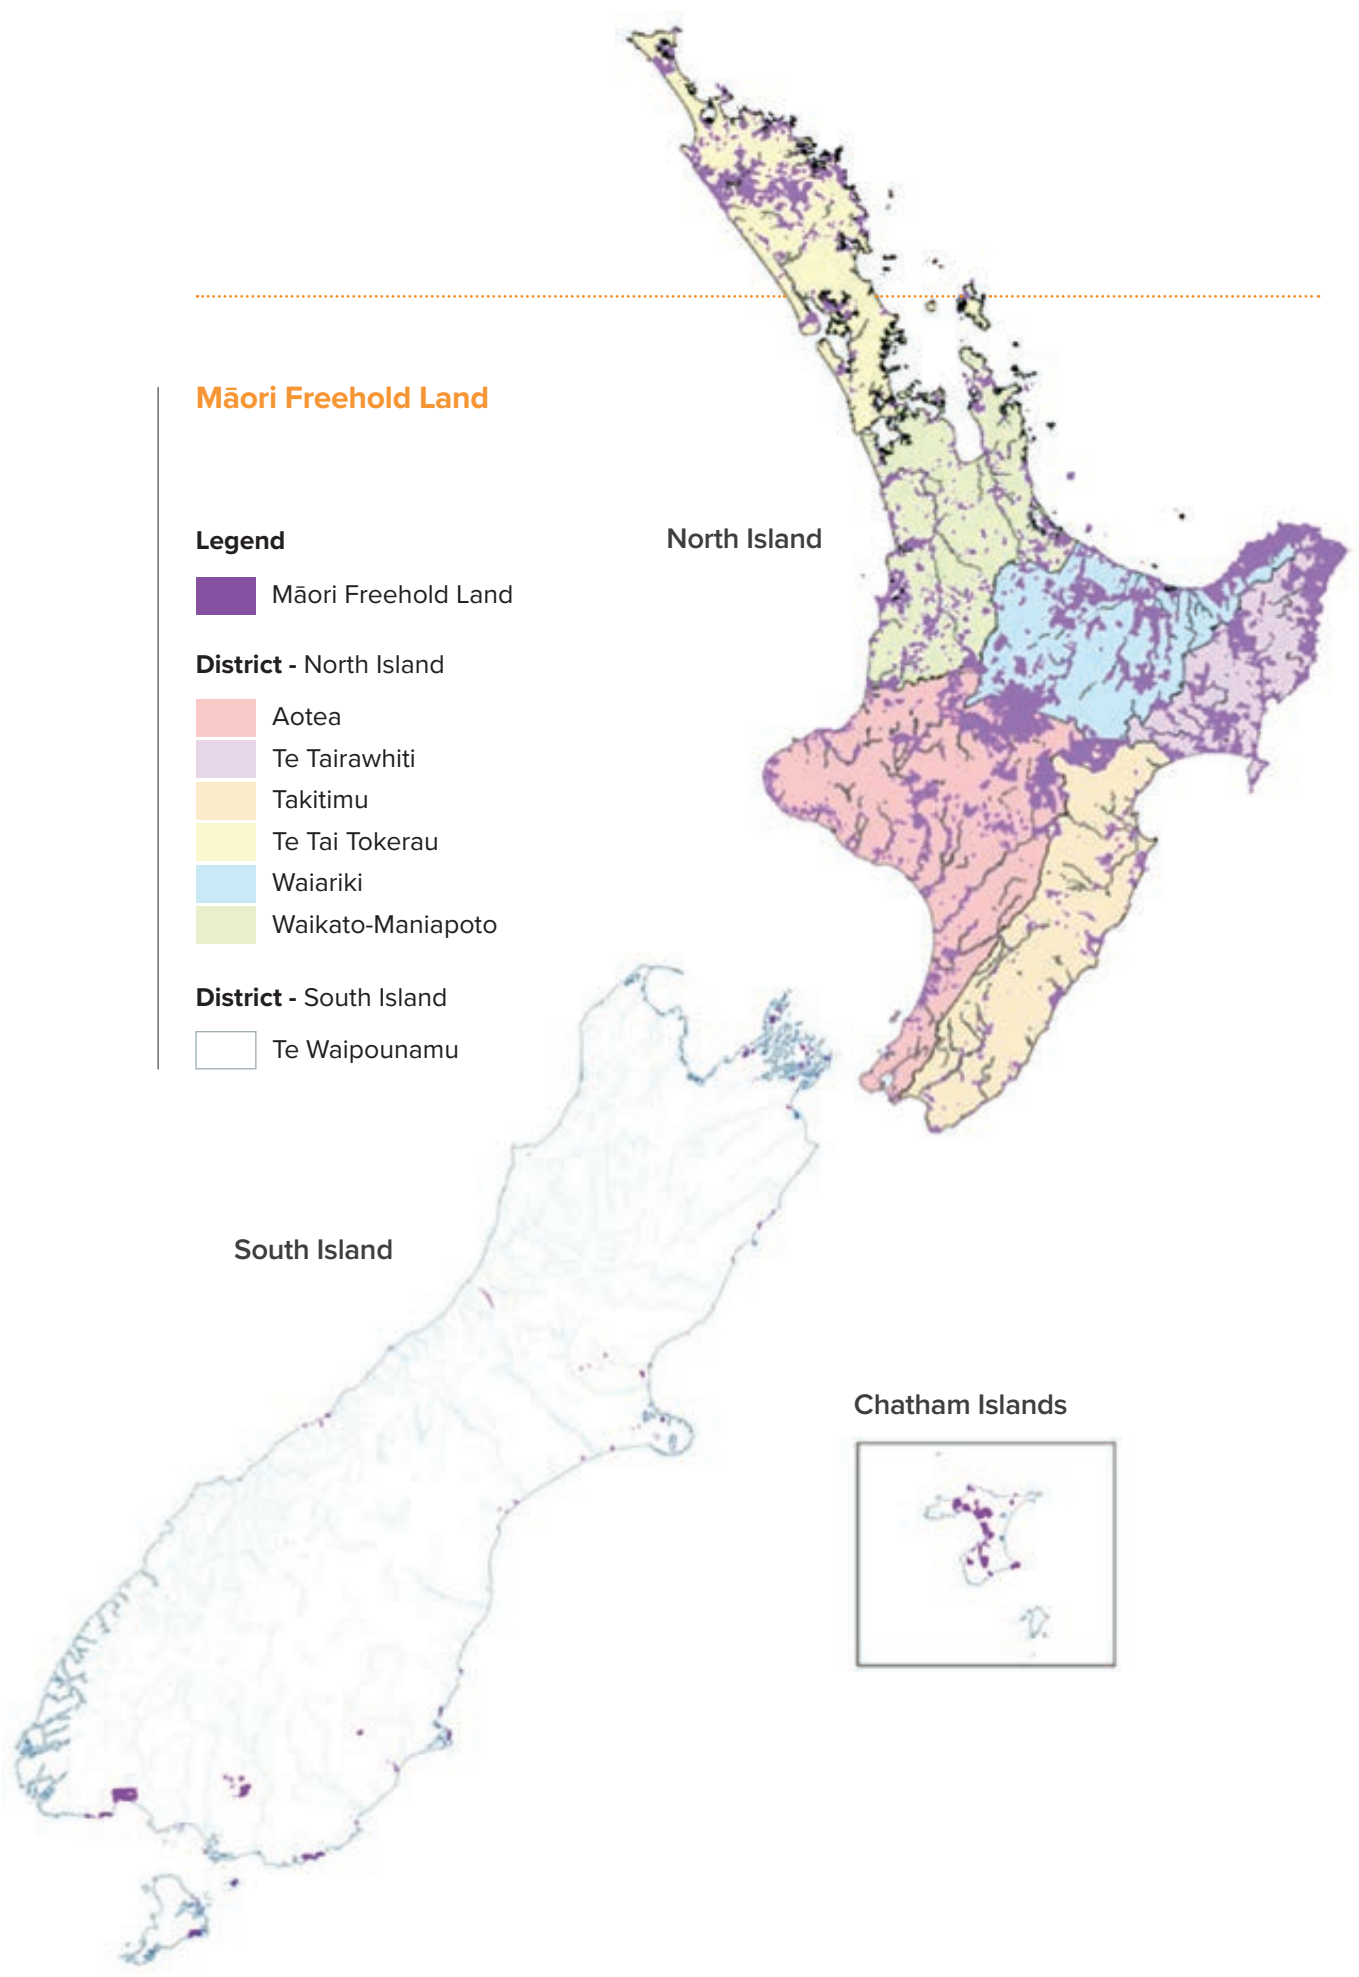 Māori Freehold Land
Legend
Māori Freehold Land
District - North Island
Aotea
Te Tairawhiti
Takitimu
Te Tai Tokerau
Waiariki
Waikato-Maniapoto
District - South Island
Te Waipounamu
North Island
South Island
Chatham Islands